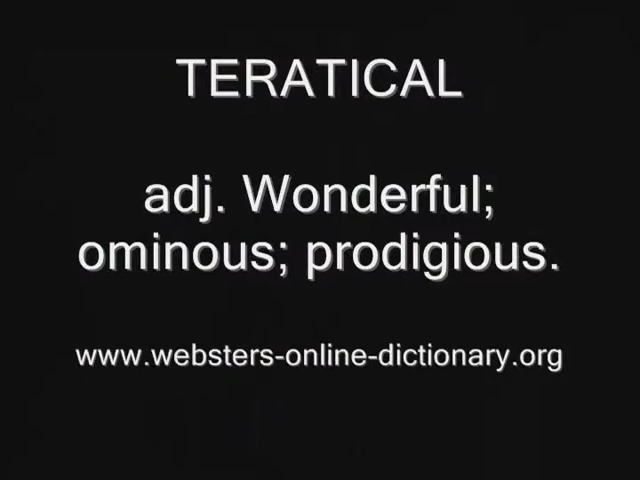 TERATICAL
adj. Wonderful;
ominous; prodigious.
www.websters-online-dictionary.org